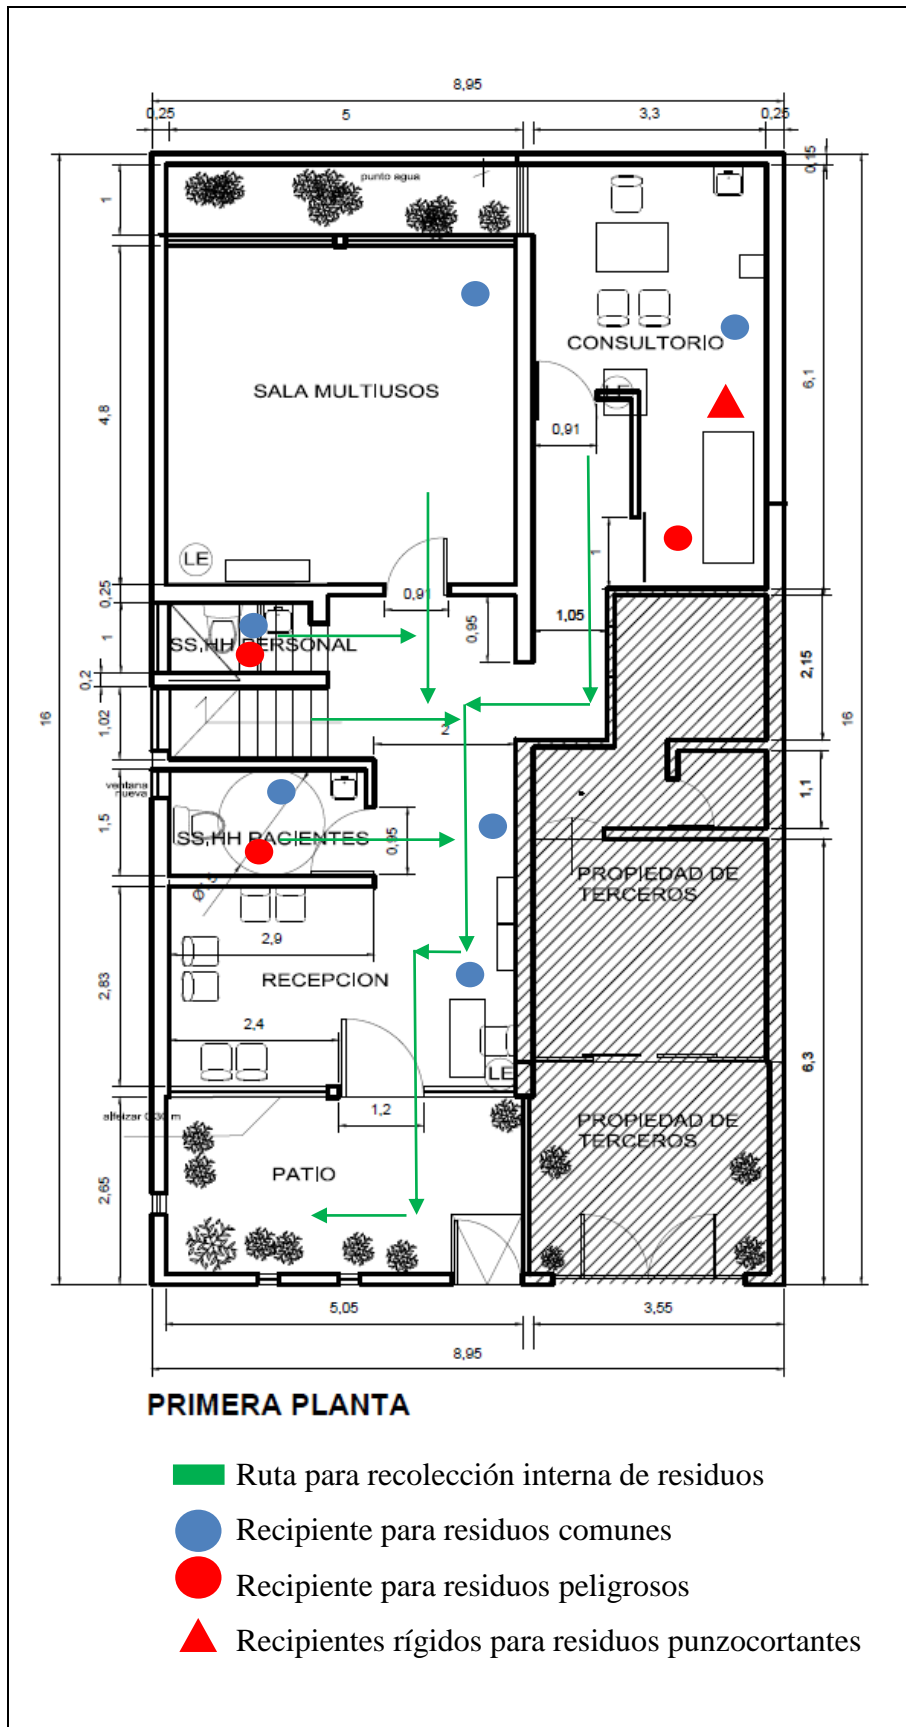 8,95
0,25
5
3,3
0,25
0,15
punto agua
1
CONSULTORIO
SALA MULTIUSOS
4,8
6,1
0,91
LE
1
0,91
0,25
1
0,95
1,05
SS,HH PERSONAL
2,15
0,2
16
16
1,02
2
ventana
nueva
1,1
1,5
0,95
SS,HH PACIENTES
PROPIEDAD DE
TERCEROS
Ø1,5
2,9
RECEPCION
2,83
2,4
6,3
LE
1,2
alfeizar 0,30 m
PROPIEDAD DE
TERCEROS
PATIO
2,65
5,05
3,55
8,95
PRIMERA PLANTA
Ruta para recolección interna de residuos
Recipiente para residuos comunes
Recipiente para residuos peligrosos
Recipientes rígidos para residuos punzocortantes